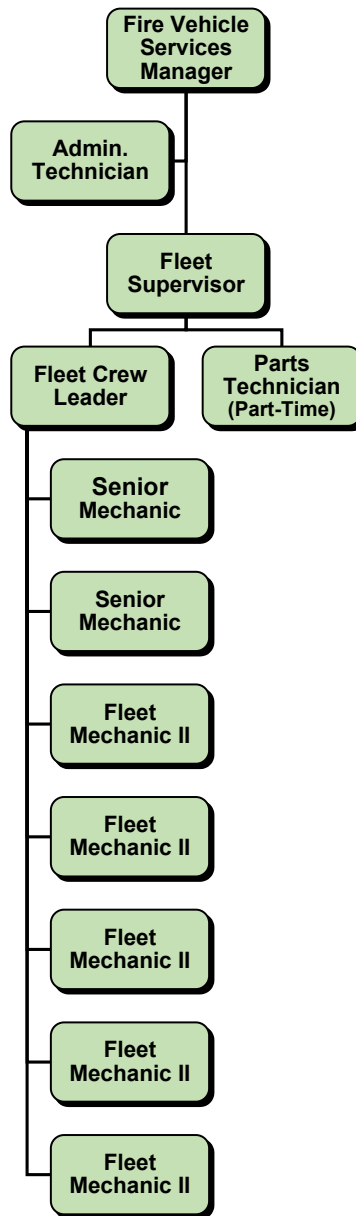 Fire Vehicle
Services
Manager
Admin.
Technician
Fleet
Supervisor
Fleet Crew
Leader
Parts
Technician
(Part-Time)
Senior
Mechanic
Senior
Mechanic
Fleet
Mechanic II
Fleet
Mechanic II
Fleet
Mechanic II
Fleet
Mechanic II
Fleet
Mechanic II